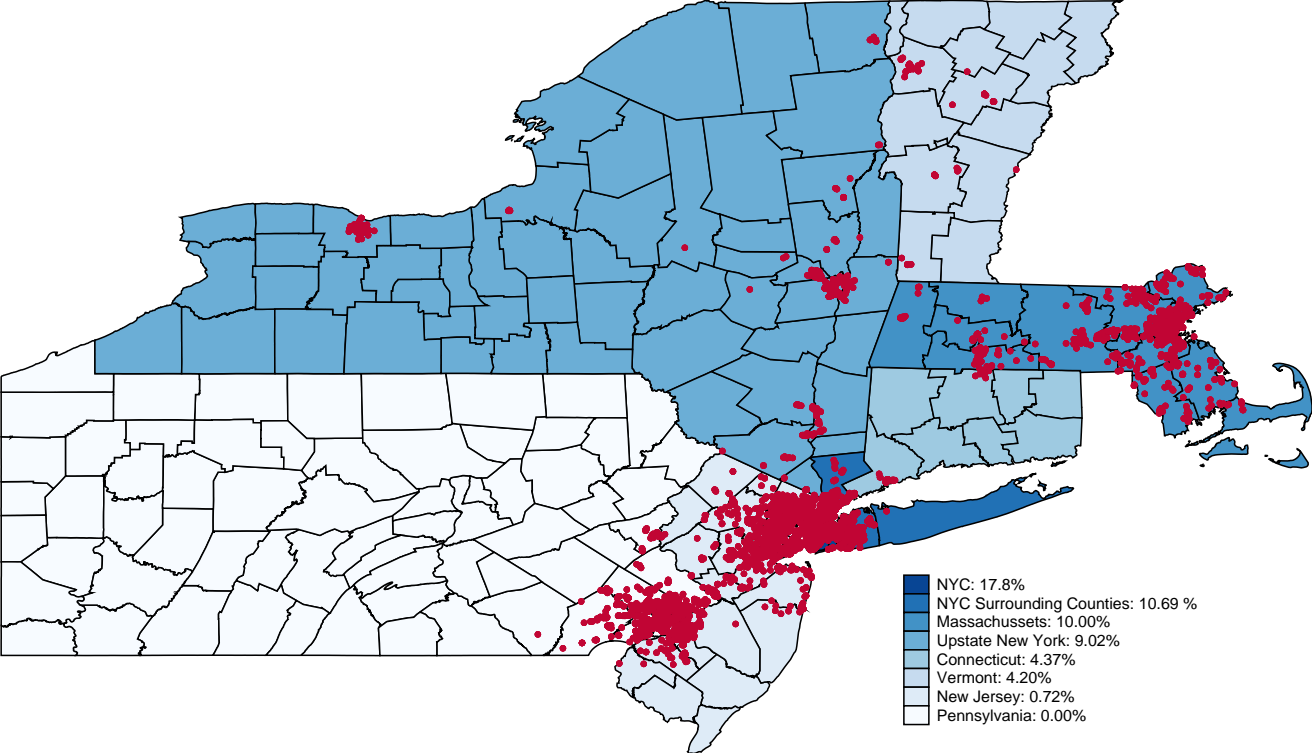 NYC: 17.8%
NYC Surrounding Counties: 10.69 %
Massachussets: 10.00%
Upstate New York: 9.02%
Connecticut: 4.37%
Vermont: 4.20%
New Jersey: 0.72%
Pennsylvania: 0.00%